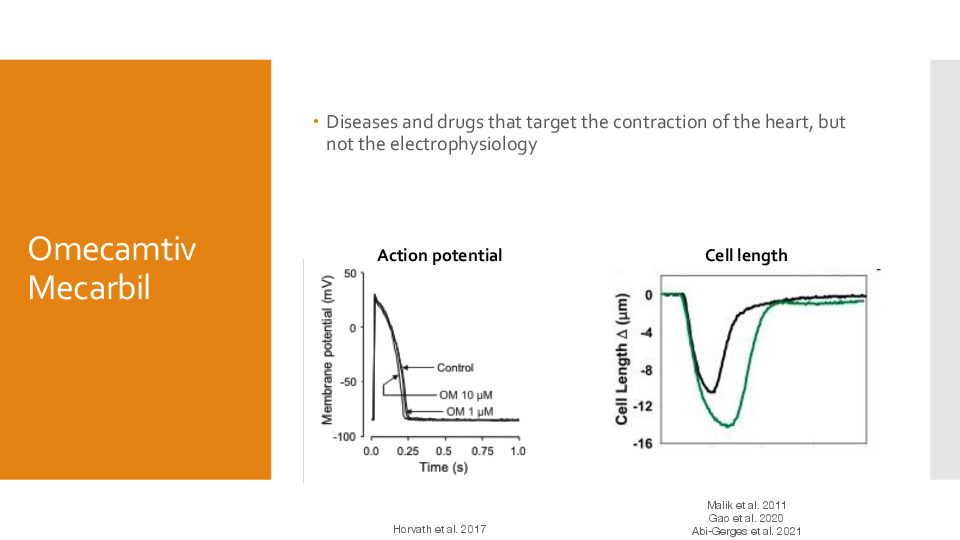 Omecamtiv
Mecarbil
• Diseases and drugs that target the contraction of the heart, but
not the electrophysiology
Action potential
Membrane potential (mV)
50
0
-50
-100
Control
OM 10 µM
OM 1 µM
0.0 0.25 0.5 0.75 1.0
Time (s)
Horvath et al. 2017
Cell length
Cell Length Δ (µm)
0
-4
-8
-12
-16
Malik et al. 2011
Gao et al. 2020
Abi-Gerges et al. 2021